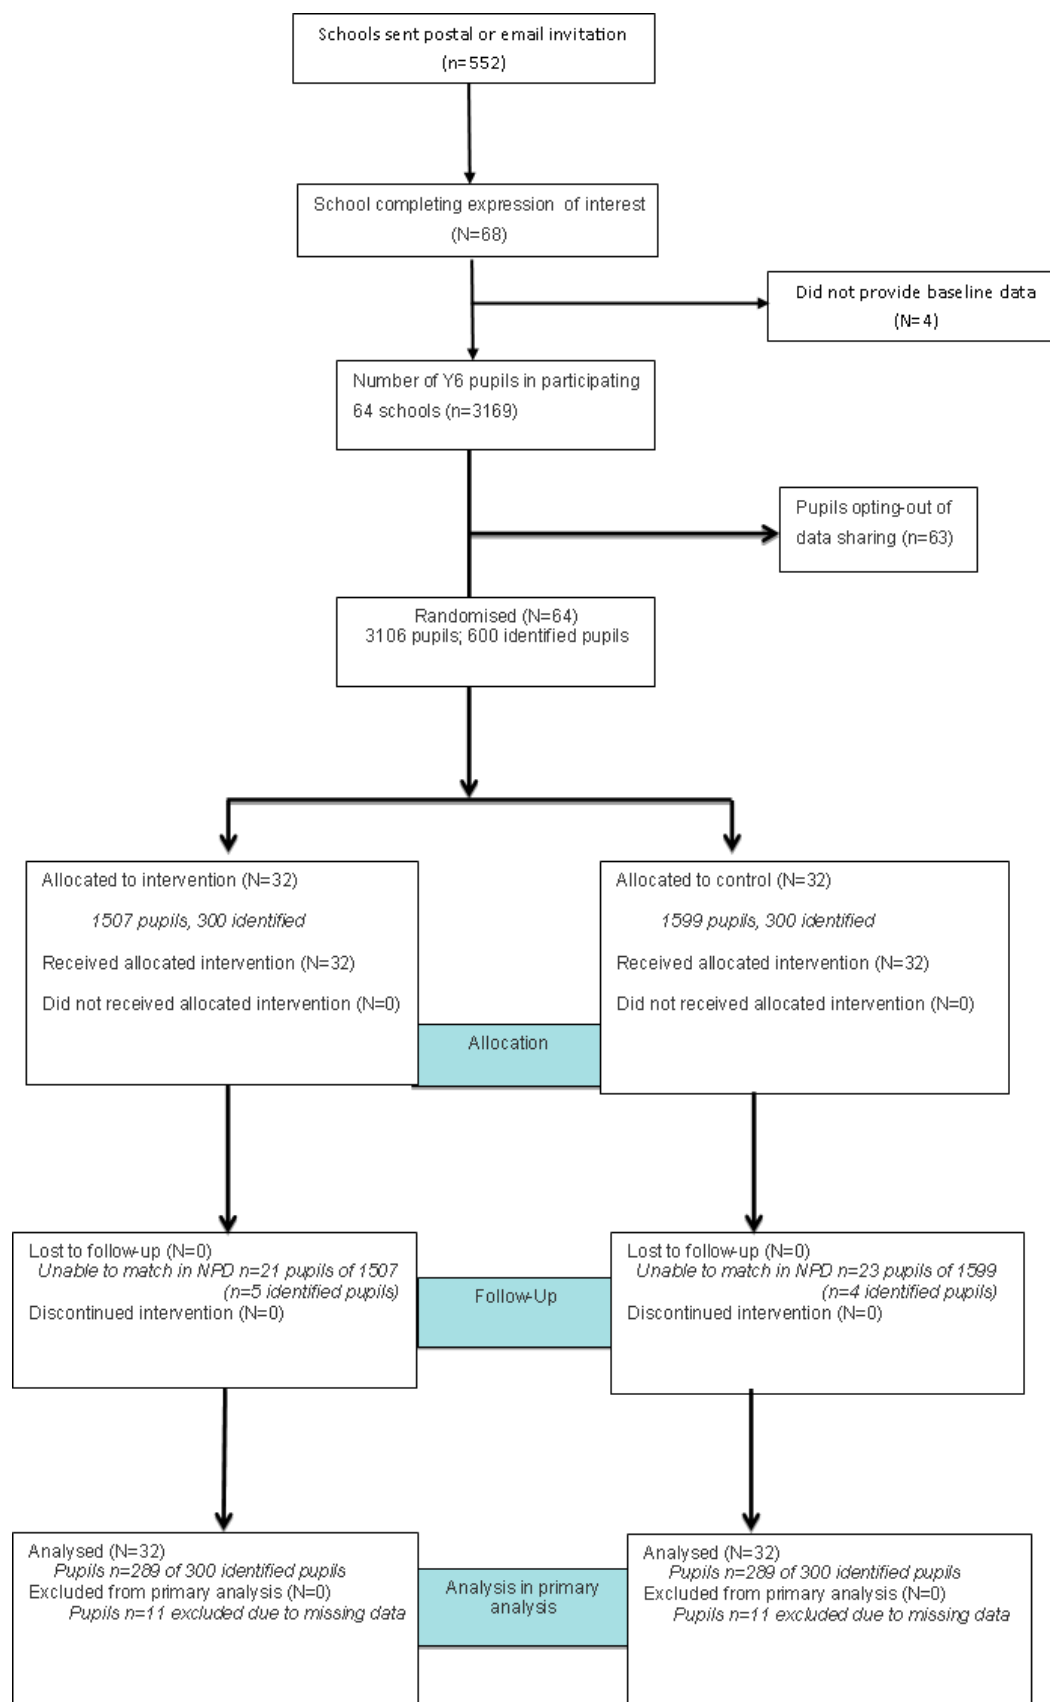 Schools sent postal or email invitation
(n=552)
School completing expression of interest
(N=68)
Did not provide baseline data
(N=4)
Number of Y6 pupils in participating
64 schools (n=3169)
Pupils opting-out of
data sharing (n=63)
Randomised (N=64)
3106 pupils; 600 identified pupils
Allocated to intervention (N=32)
1507 pupils, 300 identified
Received allocated intervention (N=32)
Did not received allocated intervention (N=0)
Allocated to control (N=32)
1599 pupils, 300 identified
Received allocated intervention (N=32)
Did not received allocated intervention (N=0)
Allocation
Lost to follow-up (N=0)
Unable to match in NPD n=21 pupils of 1507
(n=5 identified pupils)
Discontinued intervention (N=0)
Follow-Up
Lost to follow-up (N=0)
Unable to match in NPD n=23 pupils of 1599
(n=4 identified pupils)
Discontinued intervention (N=0)
Analysed (N=32)
Pupils n=289 of 300 identified pupils
Excluded from primary analysis (N=0)
Pupils n=11 excluded due to missing data
Analysis in primary
analysis
Analysed (N=32)
Pupils n=289 of 300 identified pupils
Excluded from primary analysis (N=0)
Pupils n=11 excluded due to missing data